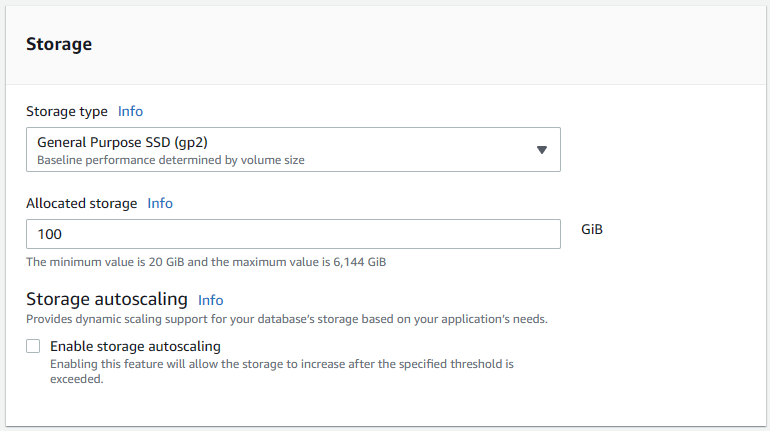 Storage
Storage type Info
General Purpose SSD (gp2)
Baseline performance determined by volume size
Allocated storage Info
100 GiB
The minimum value is 20 GiB and the maximum value is 6,144 GiB
Storage autoscaling Info
Provides dynamic scaling support for your database's storage based on your application's needs.
Enable storage autoscaling
Enabling this feature will allow the storage to increase after the specified threshold is
exceeded.